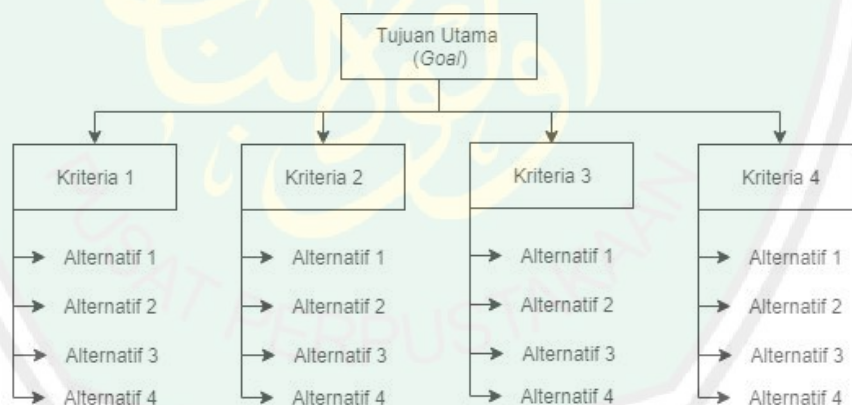 Tujuan Utama
(Goal)
Kriteria 1
Kriteria 2
Kriteria 3
Kriteria 4
Alternatif 1
Alternatif 1
Alternatif 1
Alternatif 1
Alternatif 2
Alternatif 2
Alternatif 2
Alternatif 2
Alternatif 3
Alternatif 3
Alternatif 3
Alternatif 3
Alternatif 4
Alternatif 4
Alternatif 4
Alternatif 4
PUSAT PERPUSTAKAAN